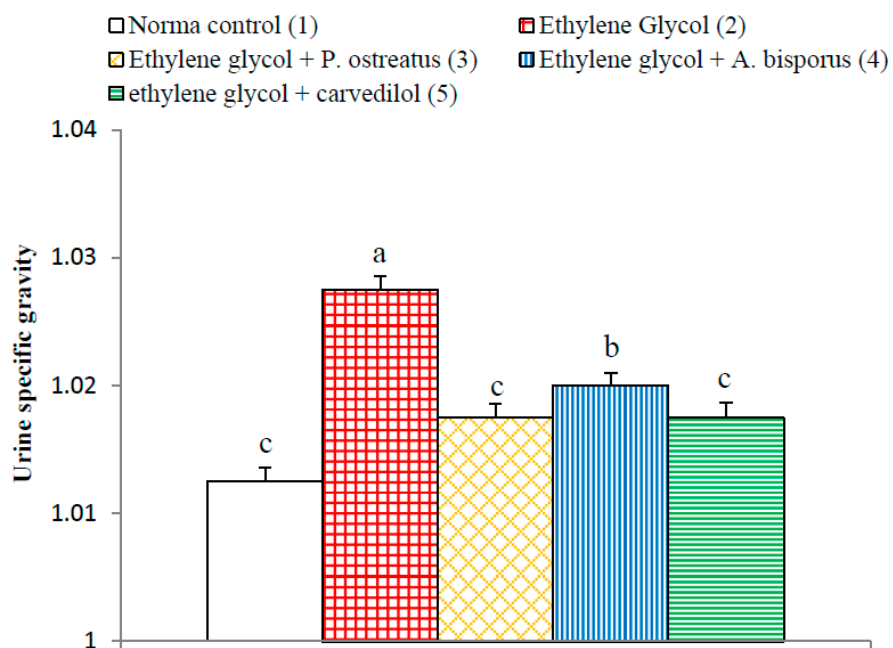 Norma control (1) Ethylene Glycol (2)
Ethylene glycol + P. ostreatus (3) Ethylene glycol + A. bisporus (4)
ethylene glycol + carvedilol (5)
1.04
1.03
1.02
1.01
1
Urine specific gravity
c
a
c
b
c